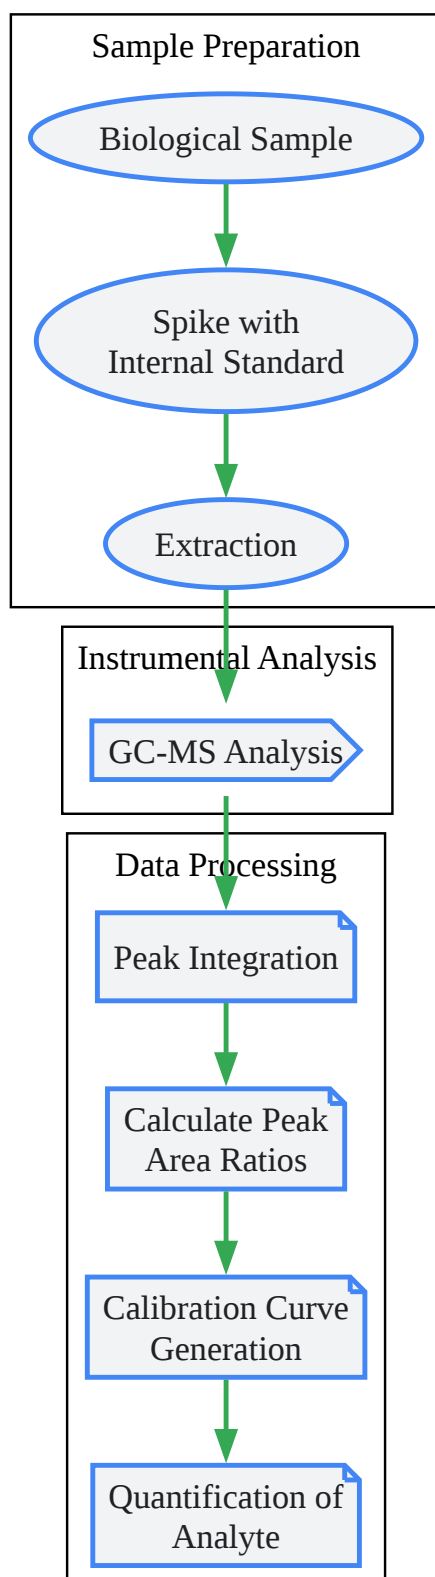 Sample Preparation
Biological Sample
Spike with
Internal Standard
Extraction
Instrumental Analysis
GC-MS Analysis
Data Processing
Peak Integration
Calculate Peak
Area Ratios
Calibration Curve
Generation
Quantification of
Analyte